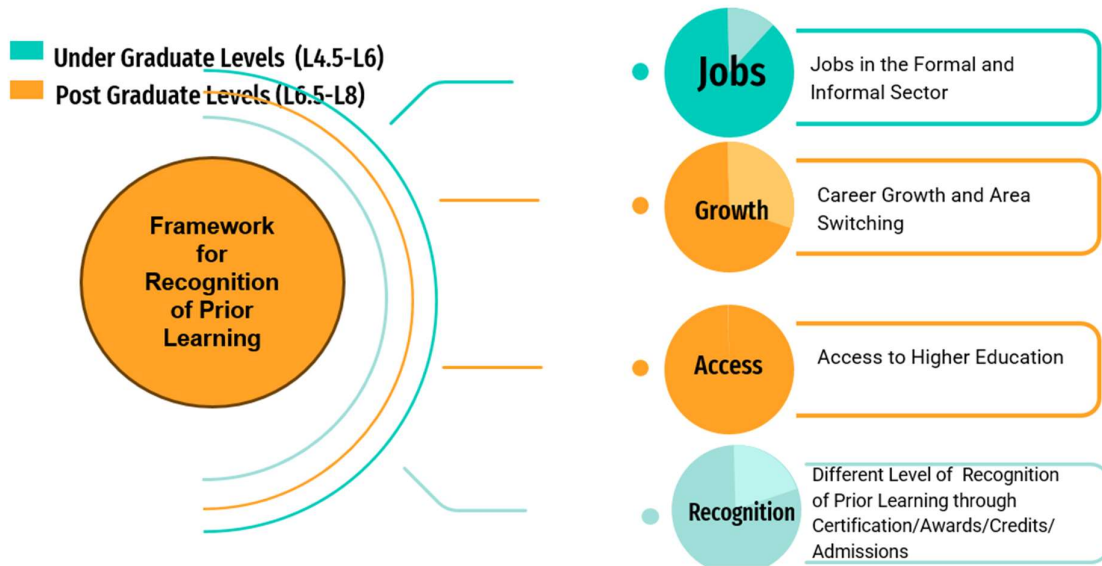 Under Graduate Levels (L4.5-L6)
Post Graduate Levels (L6.5-L8)
Framework
for
Recognition
of Prior
Learning
Jobs
Jobs in the Formal and
Informal Sector
Growth
Career Growth and Area
Switching
Access
Access to Higher Education
Recognition
Different Level of Recognition
of Prior Learning through
Certification/Awards/Credits/
Admissions